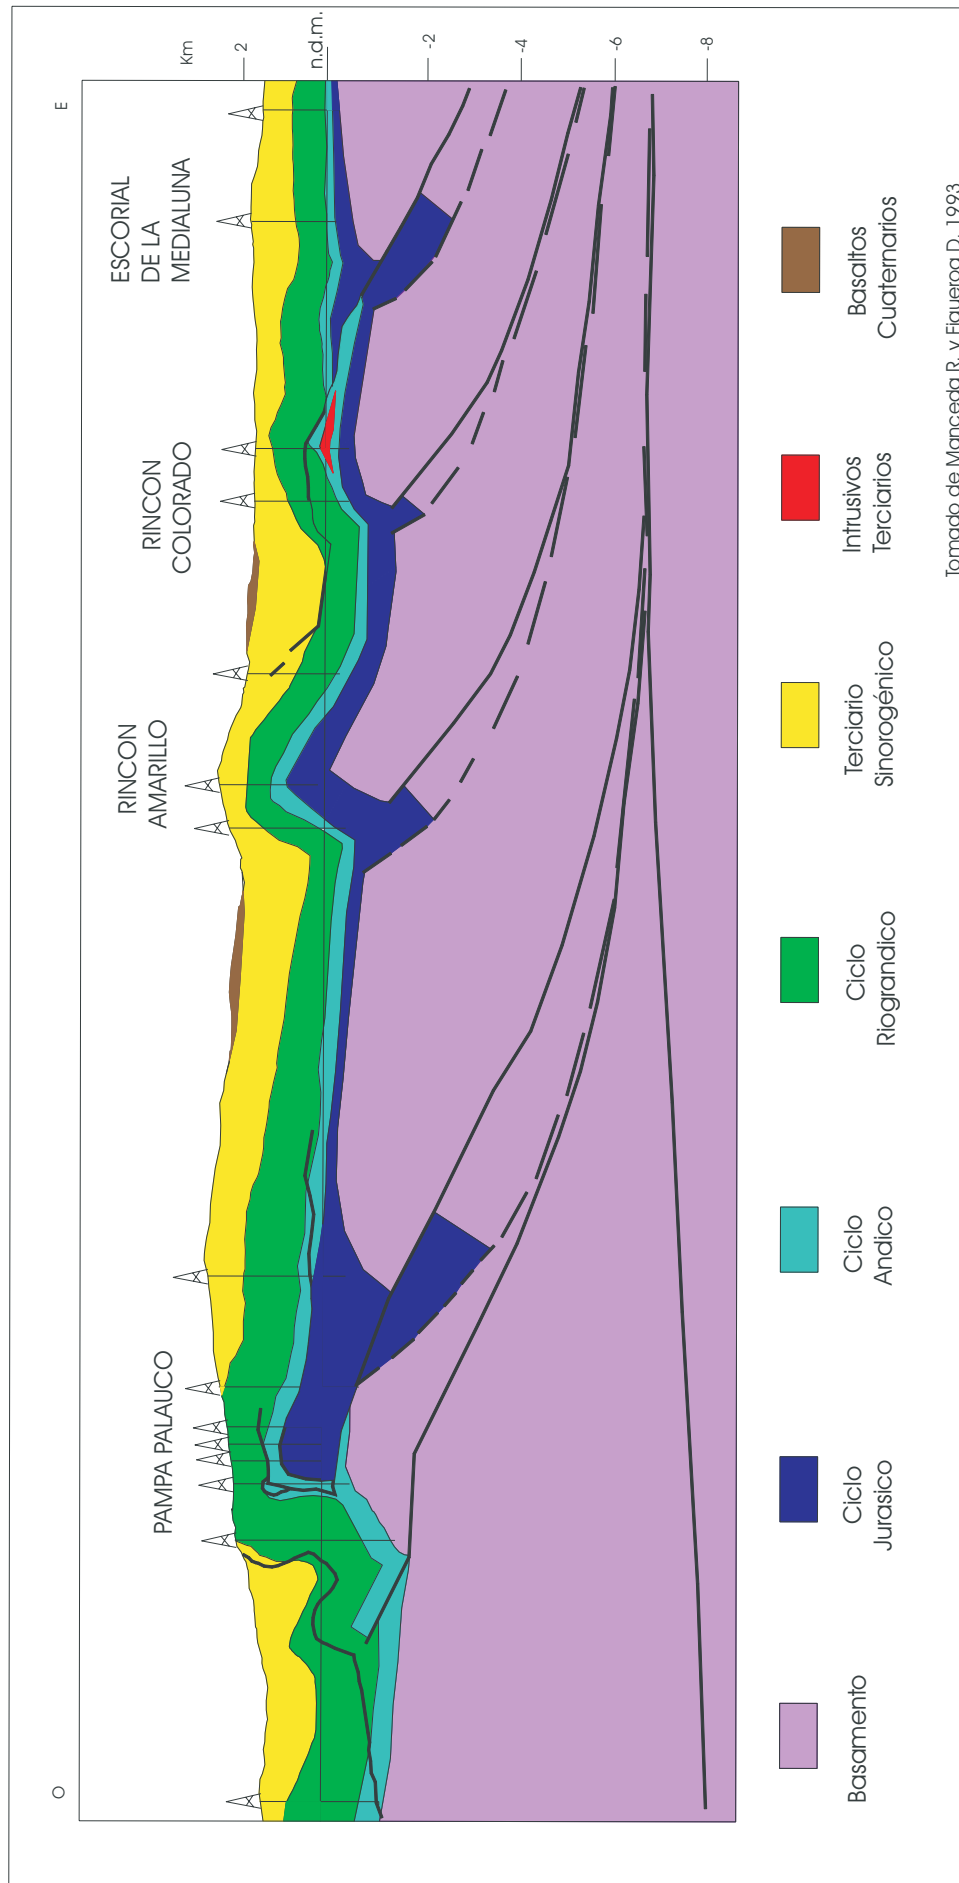 O
E
Km
2
n.d.m.
-2
-4
-6
-8
PAMPA PALAUCO
RINCON
AMARILLO
RINCON
COLORADO
ESCORIAL
DE LA
MEDIALUNA
Basamento
Ciclo
Jurasico
Ciclo
Andico
Ciclo
Riograndico
Terciario
Sinorogénico
Intrusivos
Terciarios
Basaltos
Cuaternarios
Tomado de Manceda R. y Figueroa D. 1993